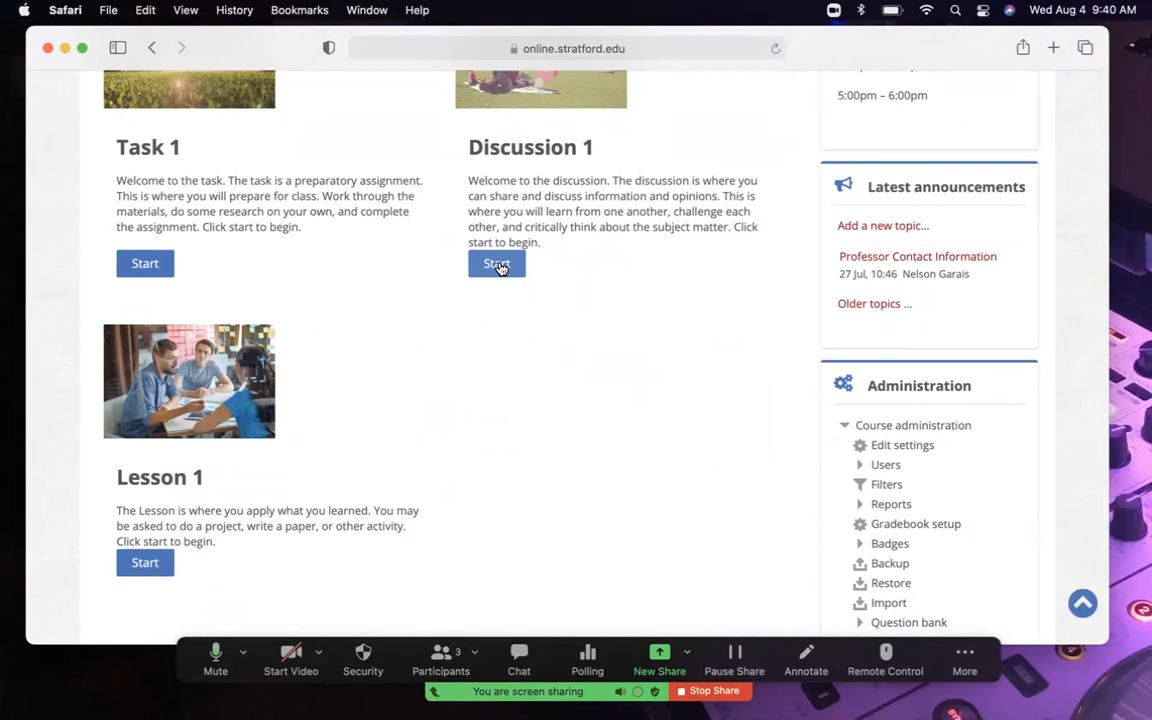 Safari File Edit View History Bookmarks Window Help Wed Aug 4 9:40 AM
online.stratford.edu
5:00pm – 6:00pm
Task 1
Welcome to the task. The task is a preparatory assignment.
This is where you will prepare for class. Work through the
materials, do some research on your own, and complete
the assignment. Click start to begin.
Start
Discussion 1
Welcome to the discussion. The discussion is where you
can share and discuss information and opinions. This is
where you will learn from one another, challenge each
other, and critically think about the subject matter. Click
start to begin.
Start
Lesson 1
The Lesson is where you apply what you learned. You may
be asked to do a project, write a paper, or other activity.
Click start to begin.
Start
Latest announcements
Add a new topic...
Professor Contact Information
27 Jul, 10:46 Nelson Garais
Older topics ...
Administration
Course administration
Edit settings
Users
Filters
Reports
Gradebook setup
Badges
Backup
Restore
Import
Question bank
Mute Start Video Security Participants 3 Chat Polling New Share Pause Share Annotate Remote Control More
You are screen sharing Stop Share